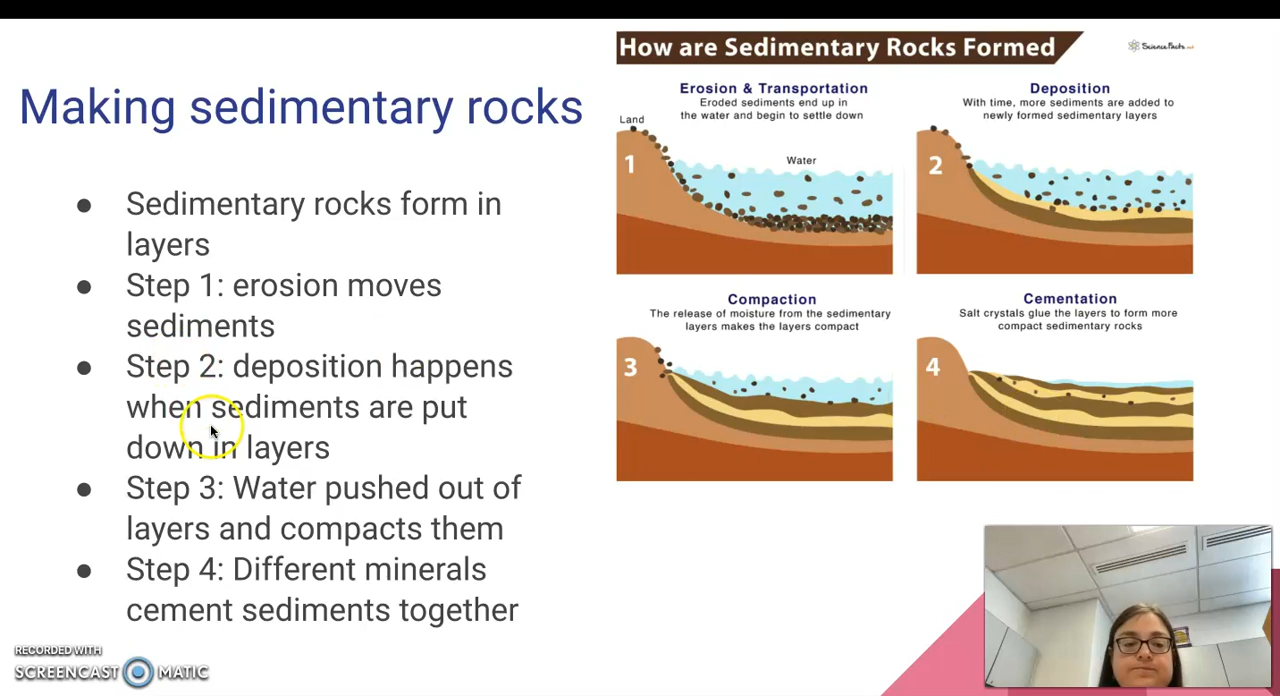 Making sedimentary rocks
● Sedimentary rocks form in
layers
● Step 1: erosion moves
sediments
● Step 2: deposition happens
when sediments are put
down in layers
● Step 3: Water pushed out of
layers and compacts them
● Step 4: Different minerals
cement sediments together
How are Sedimentary Rocks Formed
ScienceFacts.net
Erosion & Transportation
Eroded sediments end up in
the water and begin to settle down
Land
Water
1
Deposition
With time, more sediments are added to
newly formed sedimentary layers
2
Compaction
The release of moisture from the sedimentary
layers makes the layers compact
3
Cementation
Salt crystals glue the layers to form more
compact sedimentary rocks
4
RECORDED WITH
SCREENCAST MATIC